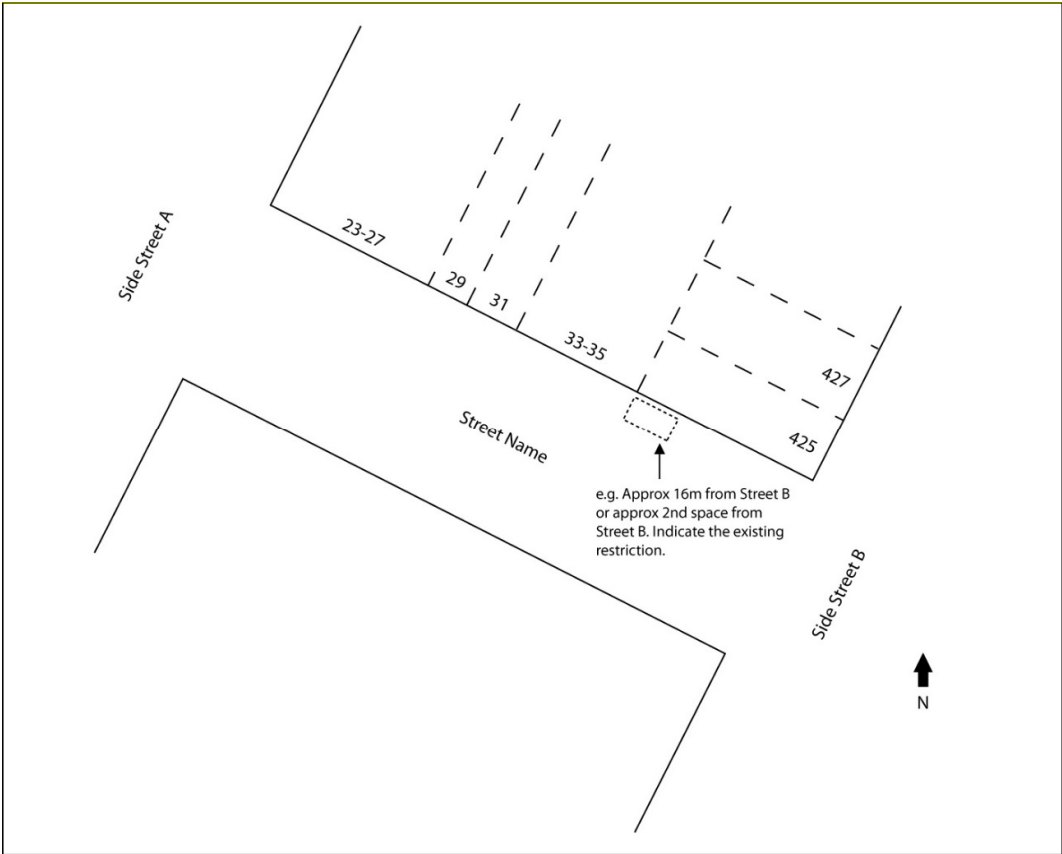 Side Street A
23-27
29
31
33-35
427
425
Street Name
e.g. Approx 16m from Street B
or approx 2nd space from
Street B. Indicate the existing
restriction.
Side Street B
N